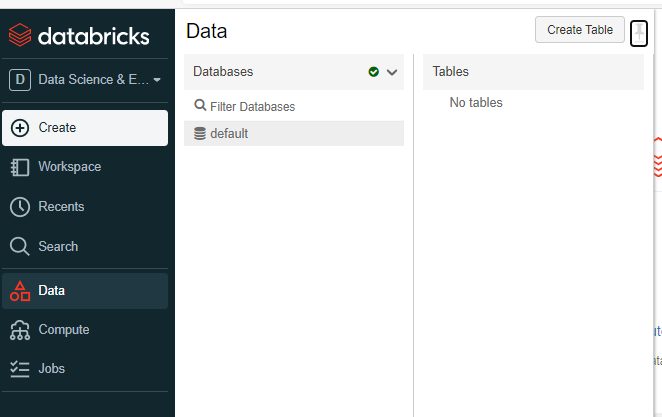 databricks
D Data Science & E...
Create
Workspace
Recents
Search
Data
Compute
Jobs
Data
Create Table
Databases
Filter Databases
default
Tables
No tables